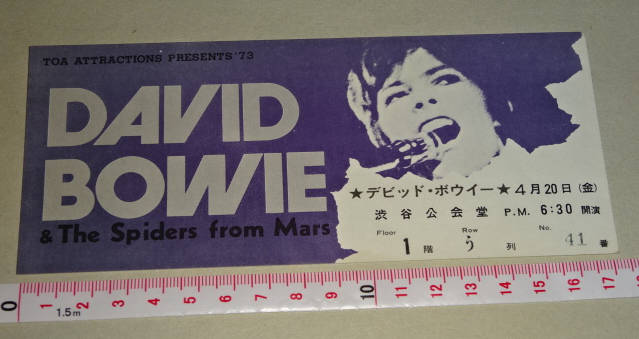 TOA ATTRACTIONS PRESENTS '73
DAVID
BOWIE
& The Spiders from Mars
★デビッド・ボウイー★ 4月20日(金)
渋谷公会堂 P.M. 6:30 開演
Floor Row No.
1 階 う 列 41 番
0 1 2 3 4 5 6 7 8 9 10 11 12 13 14 15 16 17
1.5m